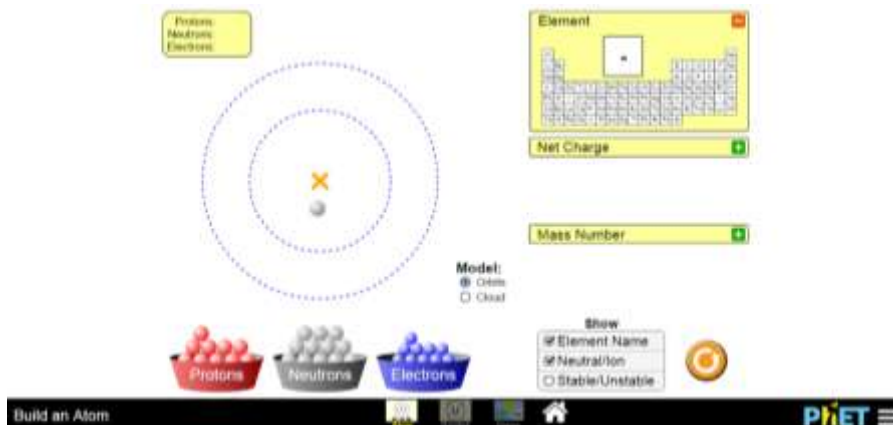 Protons
Neutrons
Electrons
Element
Net Charge
Mass Number
Model:
Orbits
Cloud
Protons
Neutrons
Electrons
Show
Element Name
Neutral/Ion
Stable/Unstable
Build an Atom
PhET